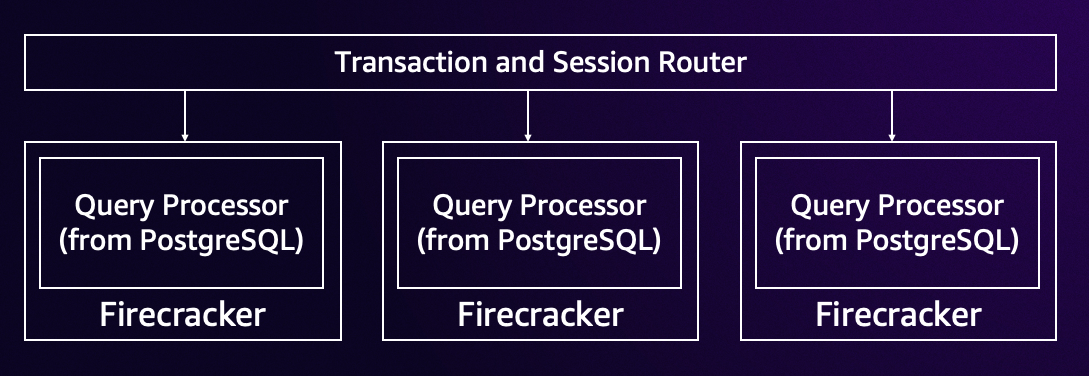 Transaction and Session Router
Query Processor
(from PostgreSQL)
Firecracker
Query Processor
(from PostgreSQL)
Firecracker
Query Processor
(from PostgreSQL)
Firecracker